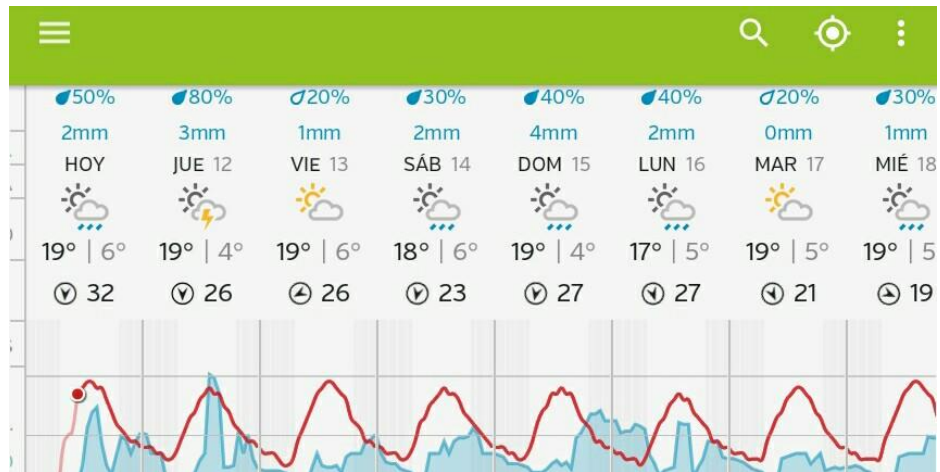 50% 80% 20% 30% 40% 40% 20% 30%
2mm 3mm 1mm 2mm 4mm 2mm 0mm 1mm
HOY JUE 12 VIE 13 SÁB 14 DOM 15 LUN 16 MAR 17 MIÉ 18
19° | 6° 19° | 4° 19° | 6° 18° | 6° 19° | 4° 17° | 5° 19° | 5° 19° | 5
32 26 26 23 27 27 21 19